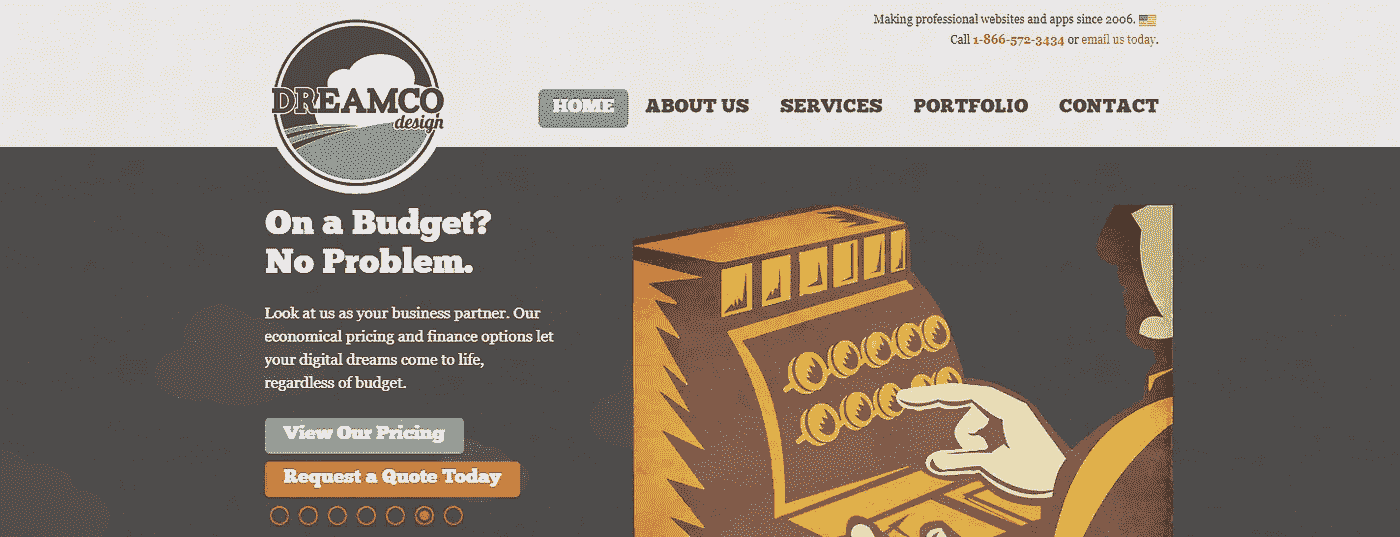 Making professional websites and apps since 2006.
Call 1-866-572-3434 or email us today.
DREAMCO
design
HOME ABOUT US SERVICES PORTFOLIO CONTACT
On a Budget?
No Problem.
Look at us as your business partner. Our
economical pricing and finance options let
your digital dreams come to life,
regardless of budget.
View Our Pricing
Request a Quote Today